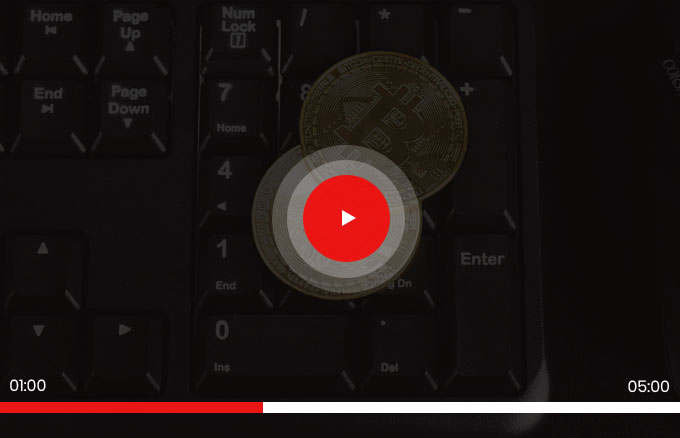 Home
Page
Up
Num
Lock
/
*
-
End
Page
Down
7
Home
8
+
4
1
End
g Dn
Enter
0
Ins
Del
01:00
05:00